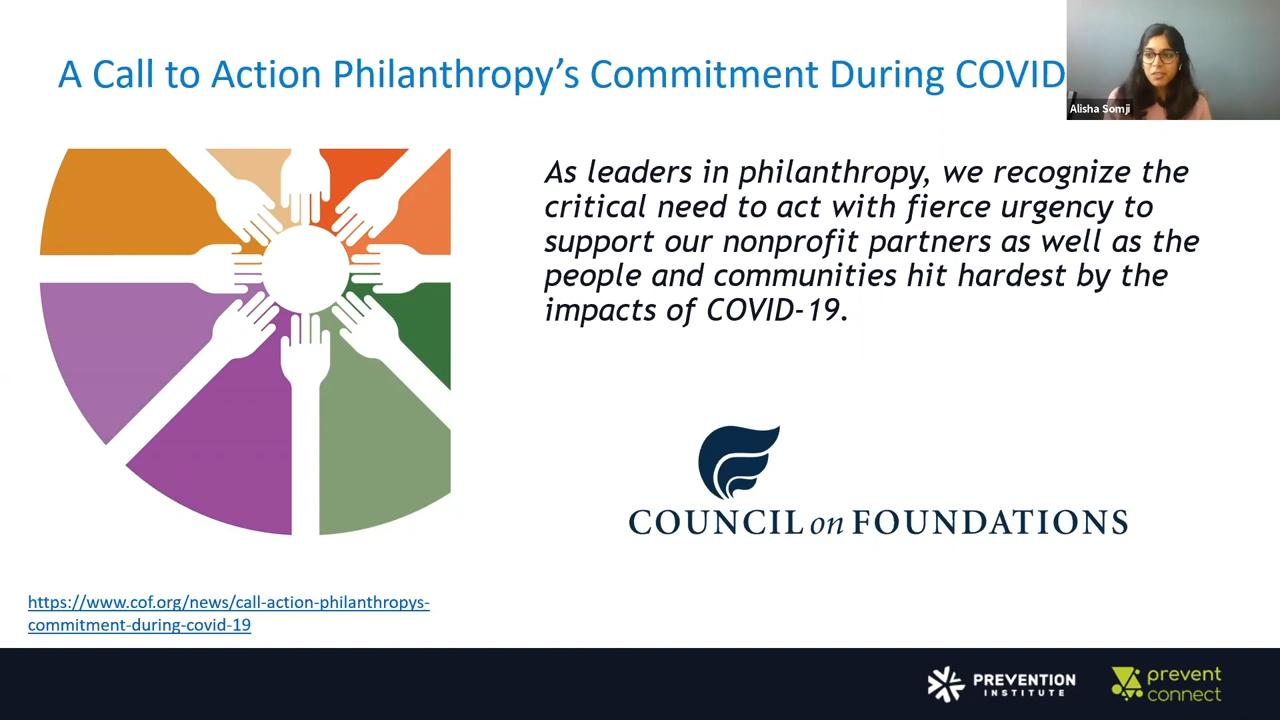 A Call to Action Philanthropy’s Commitment During COVID
Alisha Somji
As leaders in philanthropy, we recognize the
critical need to act with fierce urgency to
support our nonprofit partners as well as the
people and communities hit hardest by the
impacts of COVID-19.
COUNCIL on FOUNDATIONS
https://www.cof.org/news/call-action-philanthropys-
commitment-during-covid-19
PREVENTION
INSTITUTE
prevent
connect